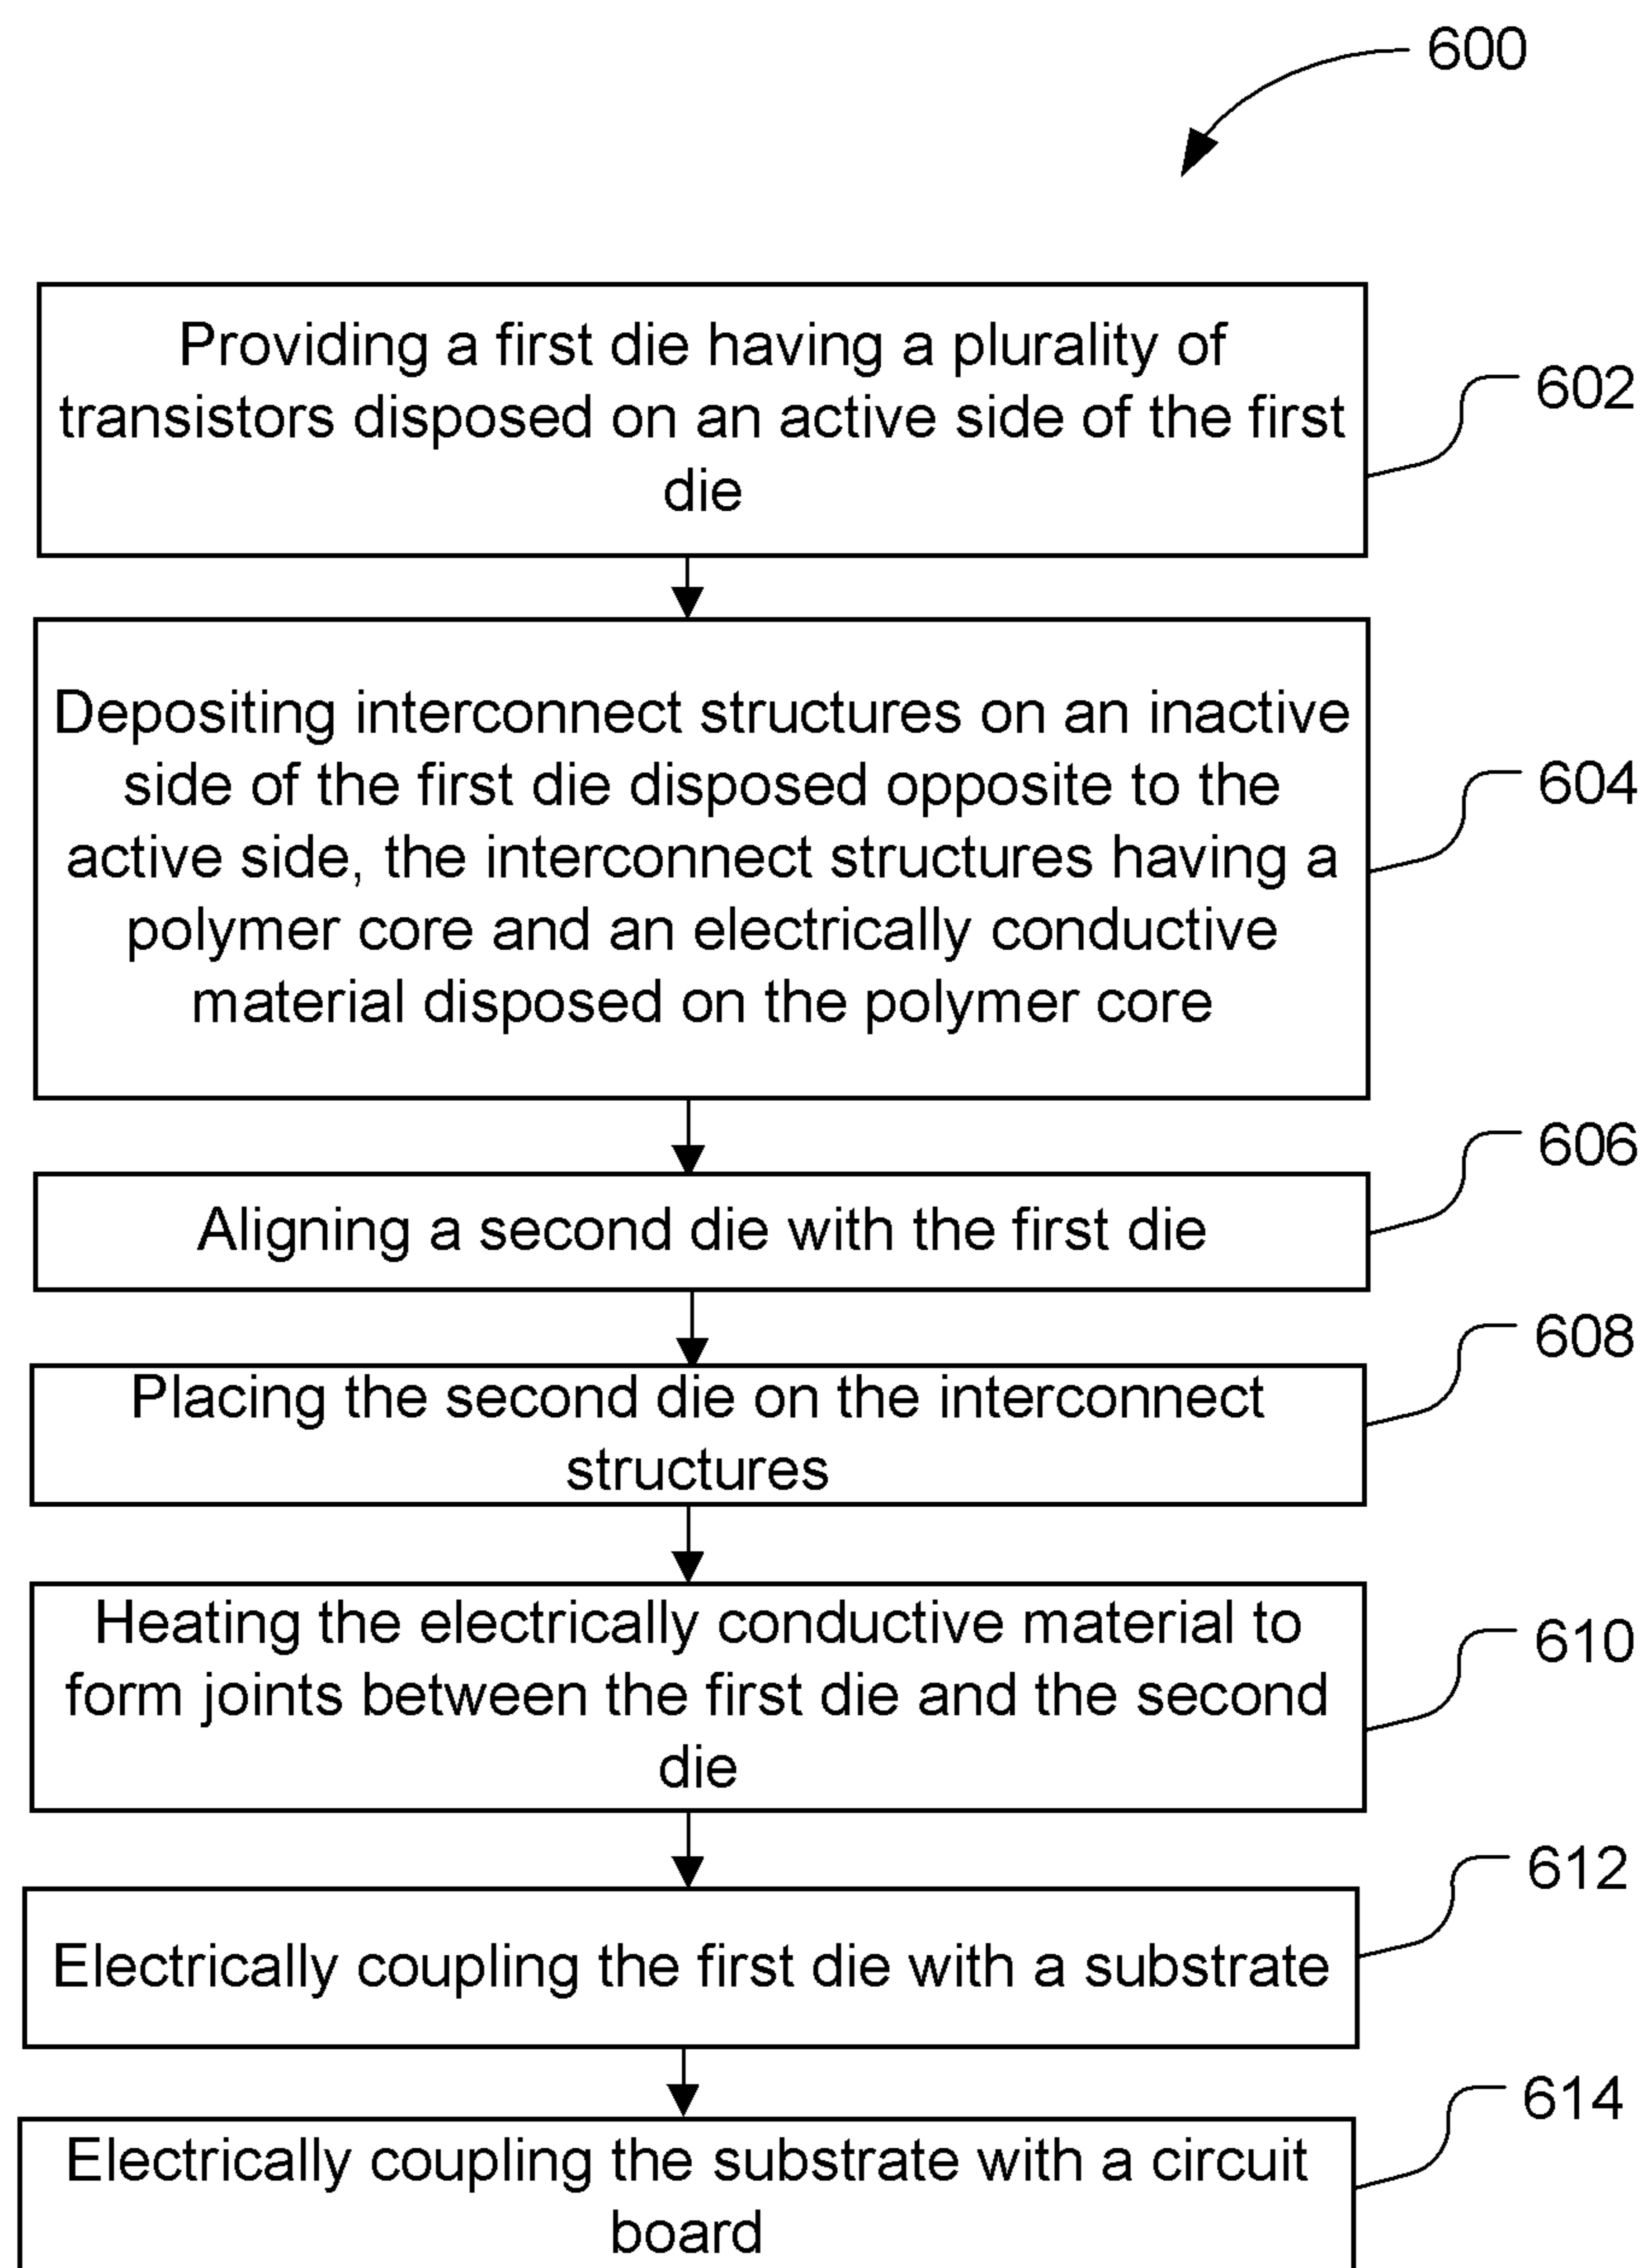 600
Providing a first die having a plurality of
transistors disposed on an active side of the first
die
602
Depositing interconnect structures on an inactive
side of the first die disposed opposite to the
active side, the interconnect structures having a
polymer core and an electrically conductive
material disposed on the polymer core
604
Aligning a second die with the first die
606
Placing the second die on the interconnect
structures
608
Heating the electrically conductive material to
form joints between the first die and the second
die
610
Electrically coupling the first die with a substrate
612
Electrically coupling the substrate with a circuit
board
614